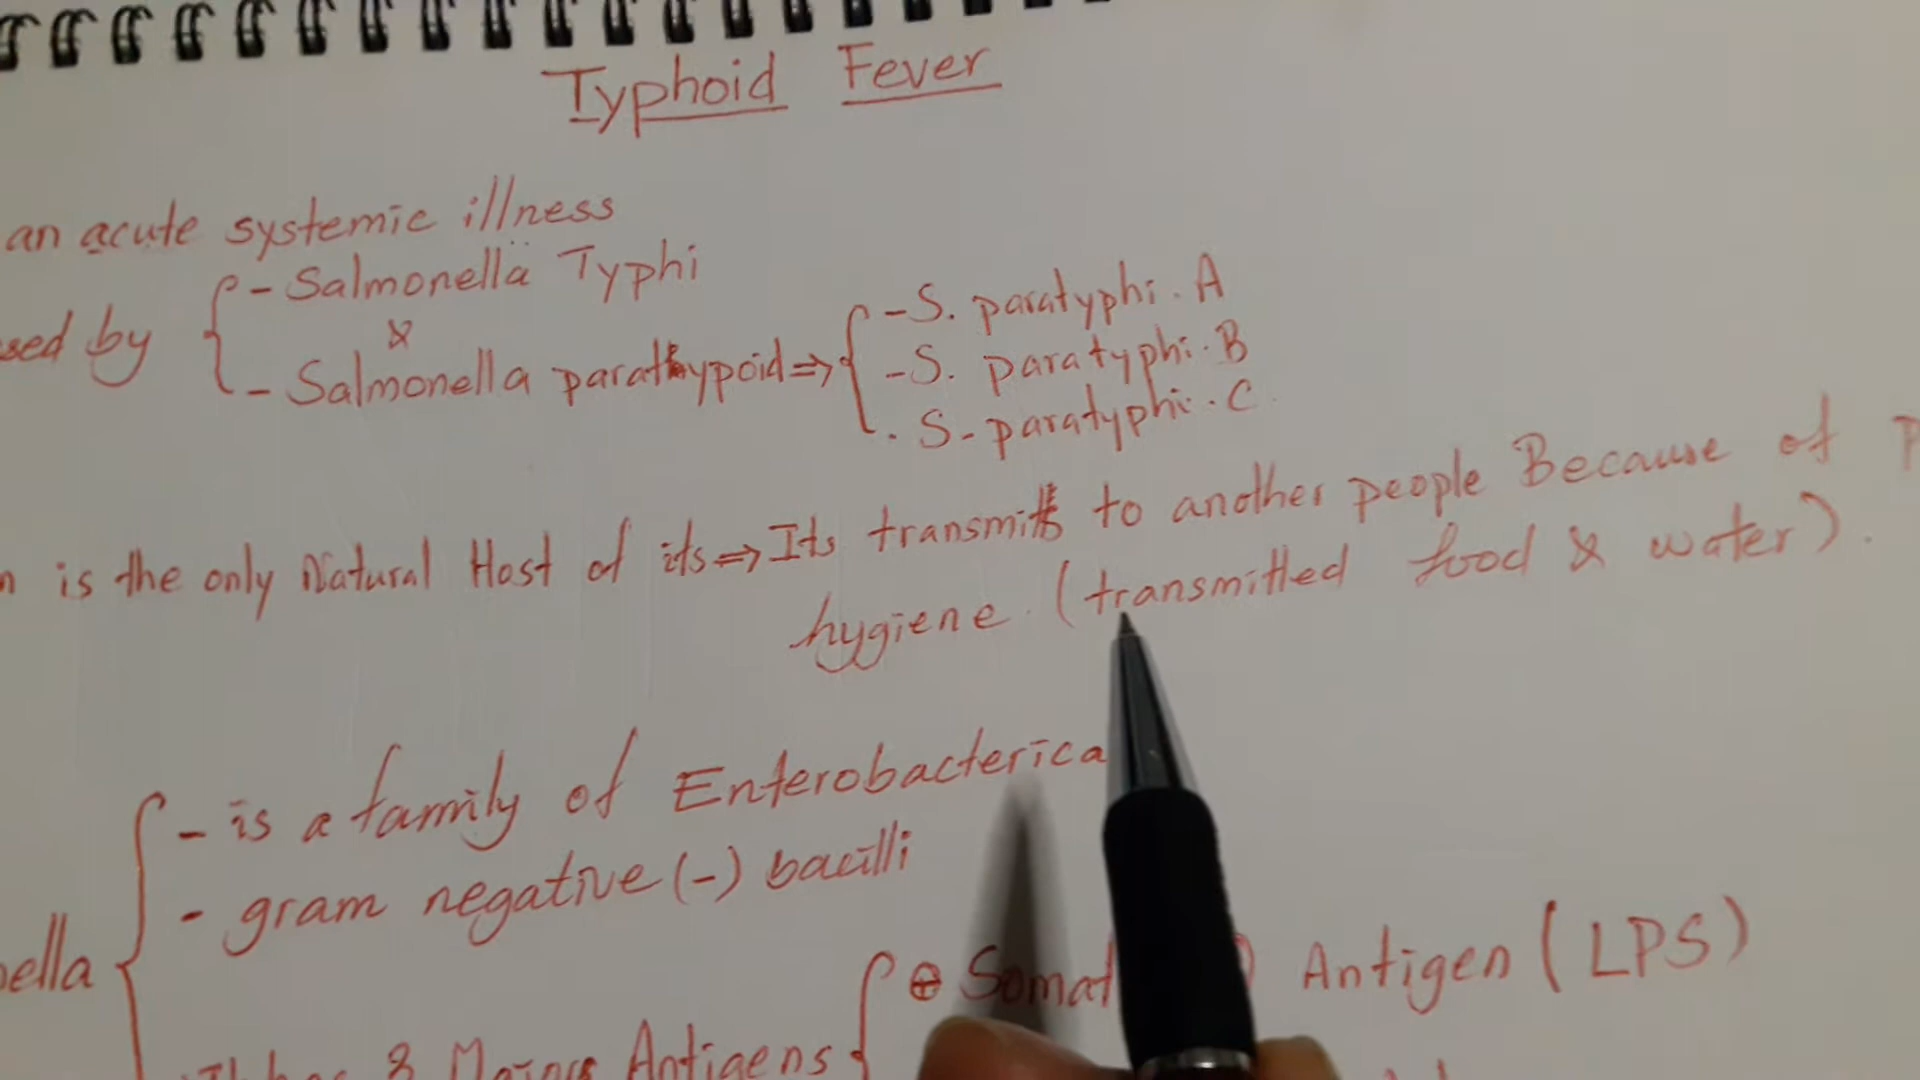 Typhoid Fever
an acute systemic illness
sed by - Salmonella Typhi
&
- Salmonella parathypoid ⇒ - S. paratyphi. A
- S. paratyphi. B
. S - paratyphi. C
n is the only Natural Host of its ⇒ Its transmitt to another people Because of P
hygiene. (transmitted food & water).
- is a family of Enterobacterica
- gram negative (-) bacilli
ella
⊕ Somat Antigen (LPS)
Antigens